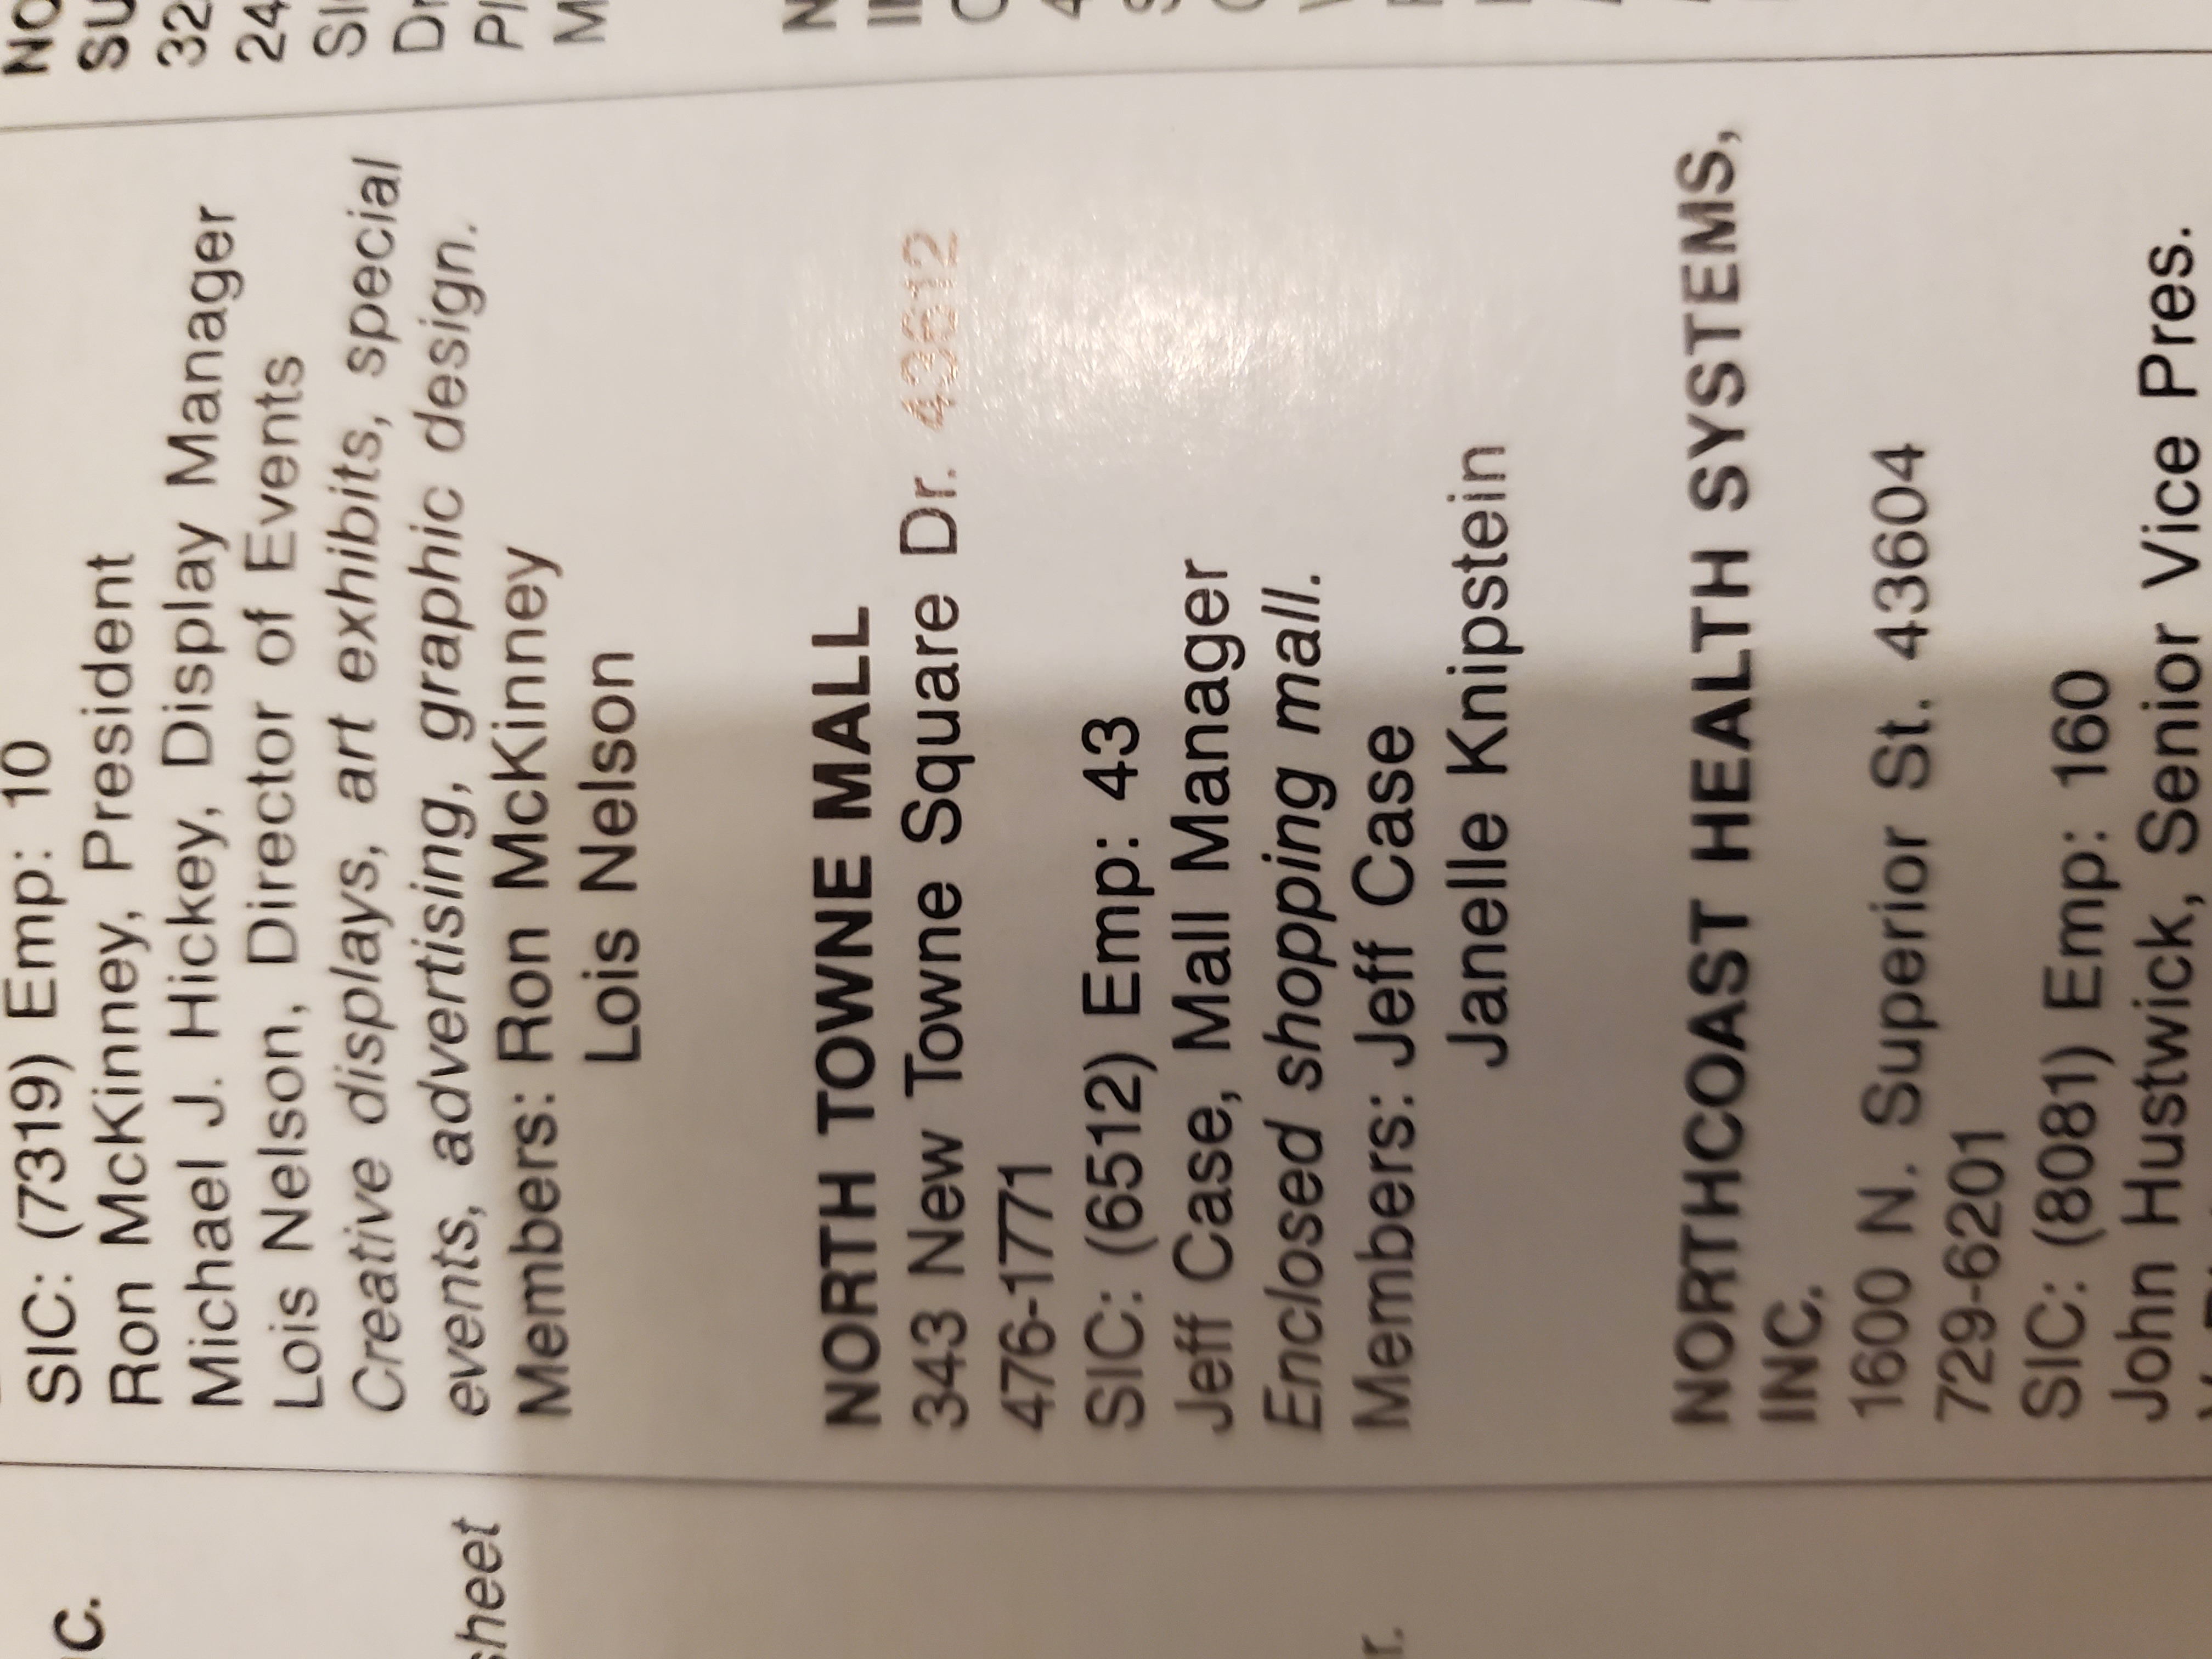 SIC: (7319) Emp: 10
Ron McKinney, President
Michael J. Hickey, Display Manager
Lois Nelson, Director of Events
Creative displays, art exhibits, special
events, advertising, graphic design.
Members: Ron McKinney
Lois Nelson
NORTH TOWNE MALL
343 New Towne Square Dr. 43612
476-1771
SIC: (6512) Emp: 43
Jeff Case, Mall Manager
Enclosed shopping mall.
Members: Jeff Case
Janelle Knipstein
NORTHCOAST HEALTH SYSTEMS,
INC.
1600 N. Superior St. 43604
729-6201
SIC: (8081) Emp: 160
John Hustwick, Senior Vice Pres.
sheet